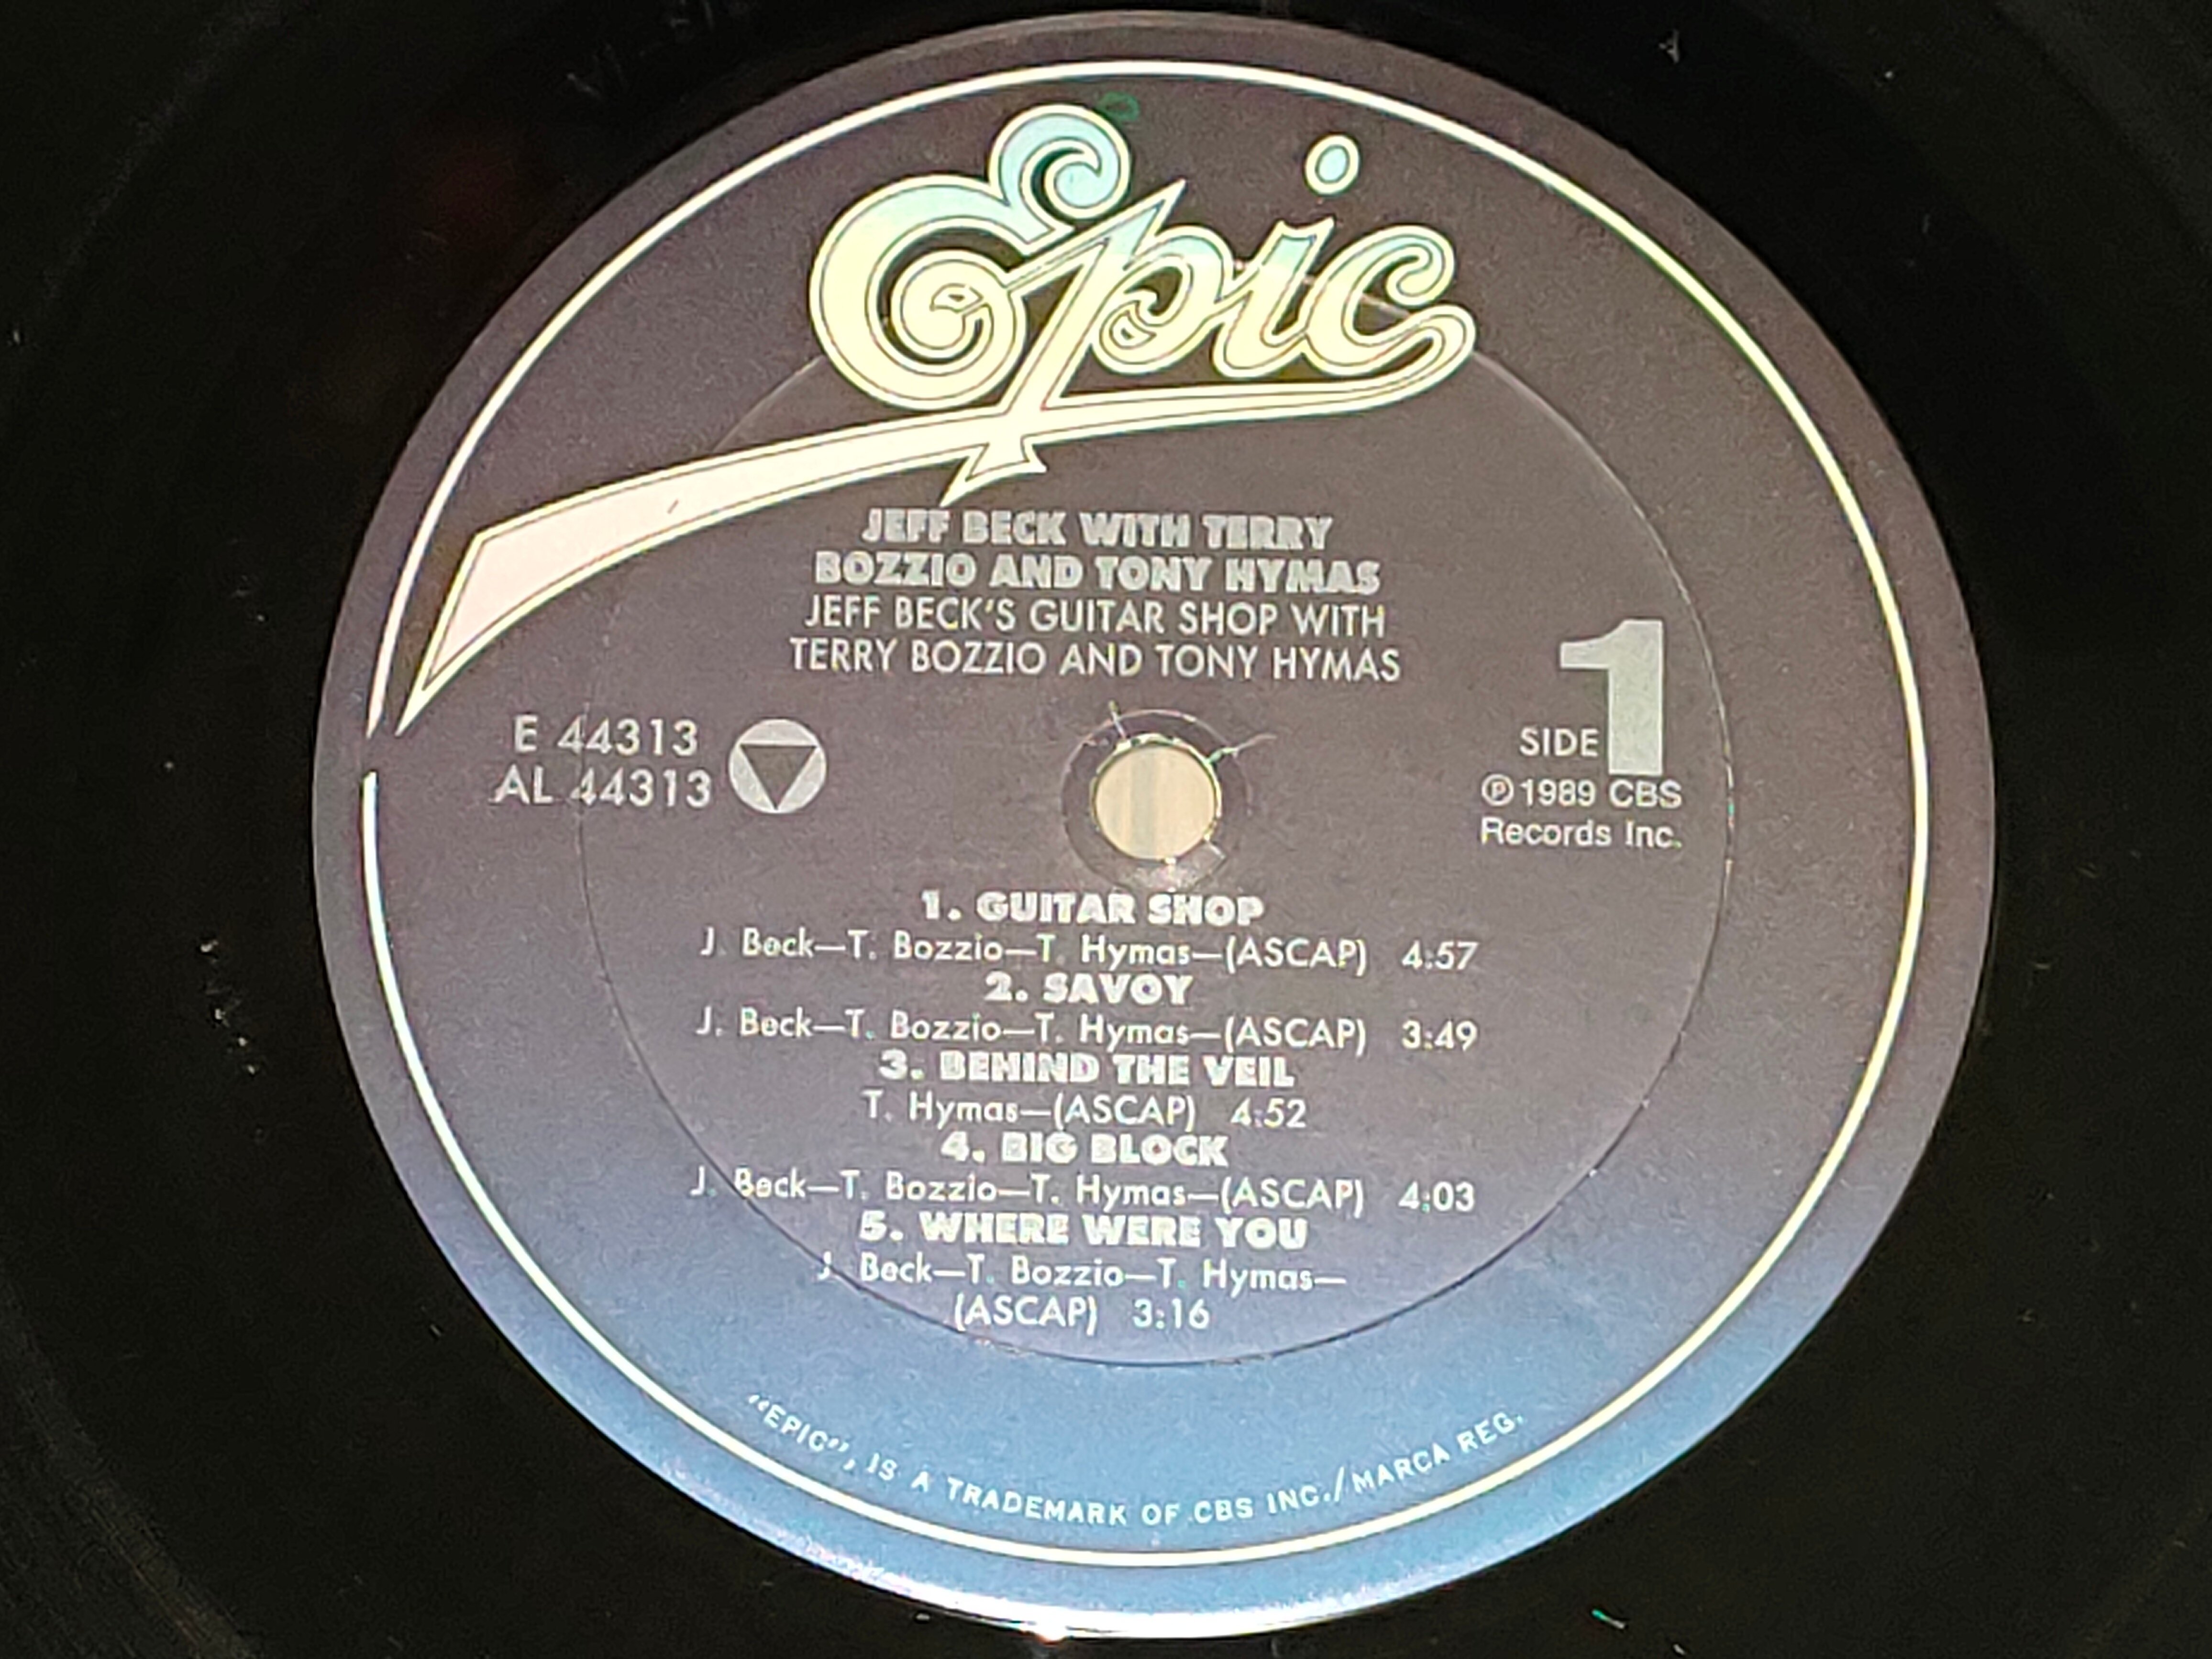 Epic
JEFF BECK WITH TERRY
BOZZIO AND TONY HYMAS
JEFF BECK'S GUITAR SHOP WITH
TERRY BOZZIO AND TONY HYMAS
E 44313
AL 44313
SIDE 1
Ⓟ 1989 CBS
Records Inc.
1. GUITAR SHOP
J. Beck—T. Bozzio—T. Hymas—(ASCAP) 4:57
2. SAVOY
J. Beck—T. Bozzio—T. Hymas—(ASCAP) 3:49
3. BEHIND THE VEIL
T. Hymas—(ASCAP) 4:52
4. BIG BLOCK
J. Beck—T. Bozzio—T. Hymas—(ASCAP) 4:03
5. WHERE WERE YOU
J. Beck—T. Bozzio—T. Hymas—
(ASCAP) 3:16
"EPIC", IS A TRADEMARK OF CBS INC./MARCA REG.